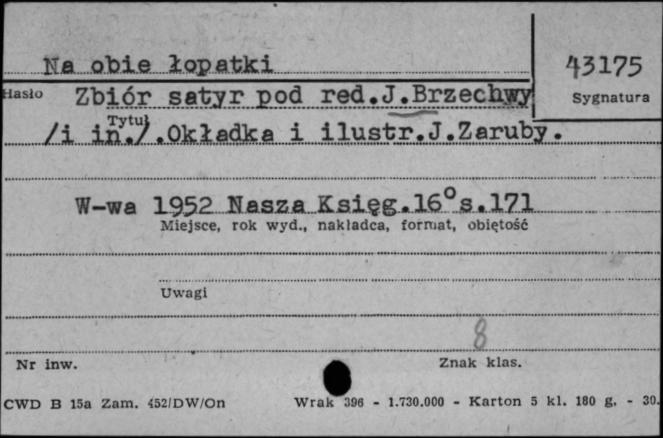 Na obie łopatki
43175
Hasło Zbiór satyr pod red.J.Brzechwy
Sygnatura
Tytuł
/i in./.Okładka i ilustr.J.Zaruby.
W-wa 1952 Nasza Księg.16° s.171
Miejsce, rok wyd., nakładca, format, objętość
Uwagi
8
Nr inw.
Znak klas.
CWD B 15a Zam. 452/DW/On Wrak 396 - 1.730.000 - Karton 5 kl. 180 g. - 30.